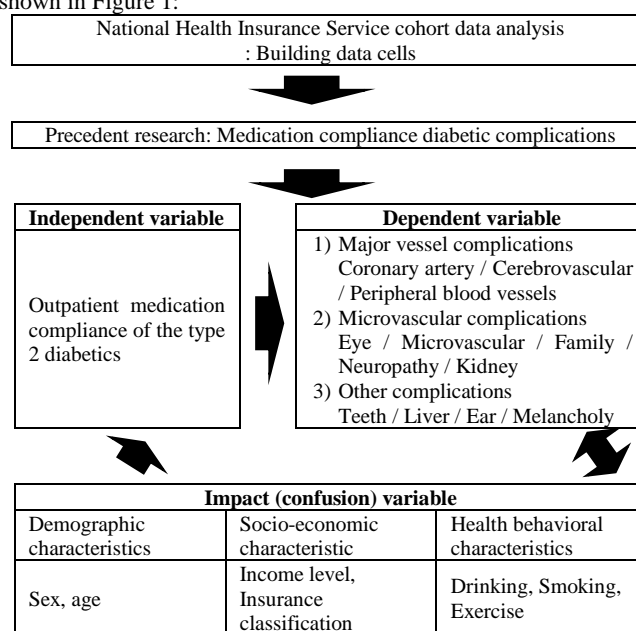 shown in Figure 1:
National Health Insurance Service cohort data analysis
: Building data cells
Precedent research: Medication compliance diabetic complications
Independent variable
Outpatient medication
compliance of the type
2 diabetics
Dependent variable
1) Major vessel complications
Coronary artery / Cerebrovascular
/ Peripheral blood vessels
2) Microvascular complications
Eye / Microvascular / Family /
Neuropathy / Kidney
3) Other complications
Teeth / Liver / Ear / Melancholy
Impact (confusion) variable
Demographic
characteristics
Socio-economic
characteristic
Health behavioral
characteristics
Sex, age
Income level,
Insurance
classification
Drinking, Smoking,
Exercise